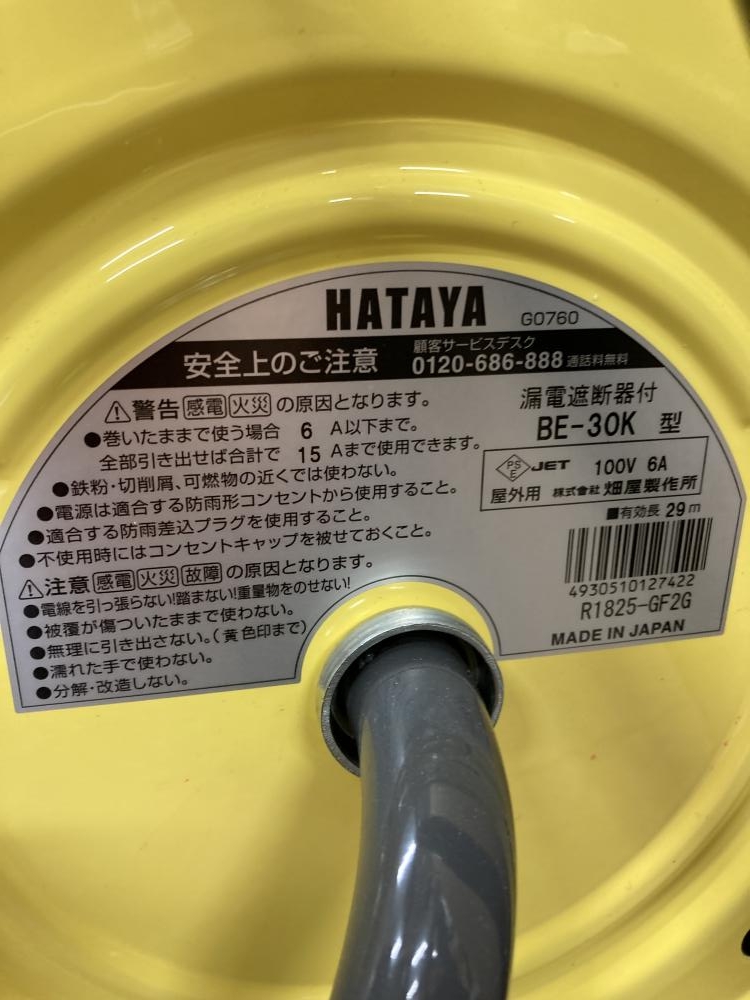 HATAYA G0760
安全上のご注意
顧客サービスデスク
0120-686-888 通話料無料
⚠警告 感電 火災 の原因となります。
●巻いたままで使う場合 6 A以下まで。
全部引き出せば合計で 15 Aまで使用できます。
●鉄粉・切削屑、可燃物の近くでは使わない。
●電源は適合する防雨形コンセントから使用すること。
●適合する防雨差込プラグを使用すること。
●不使用時にはコンセントキャップを被せておくこと。
⚠注意 感電 火災 故障 の原因となります。
●電線を引っ張らない!踏まない!重量物をのせない!
●被覆が傷ついたままで使わない。
●無理に引き出さない。(黄色印まで)
●濡れた手で使わない。
●分解・改造しない。
漏電遮断器付
BE-30K 型
PSE JET 100V 6A
屋外用 株式会社 畑屋製作所
■有効長 29m
4930510127422
R1825-GF2G
MADE IN JAPAN